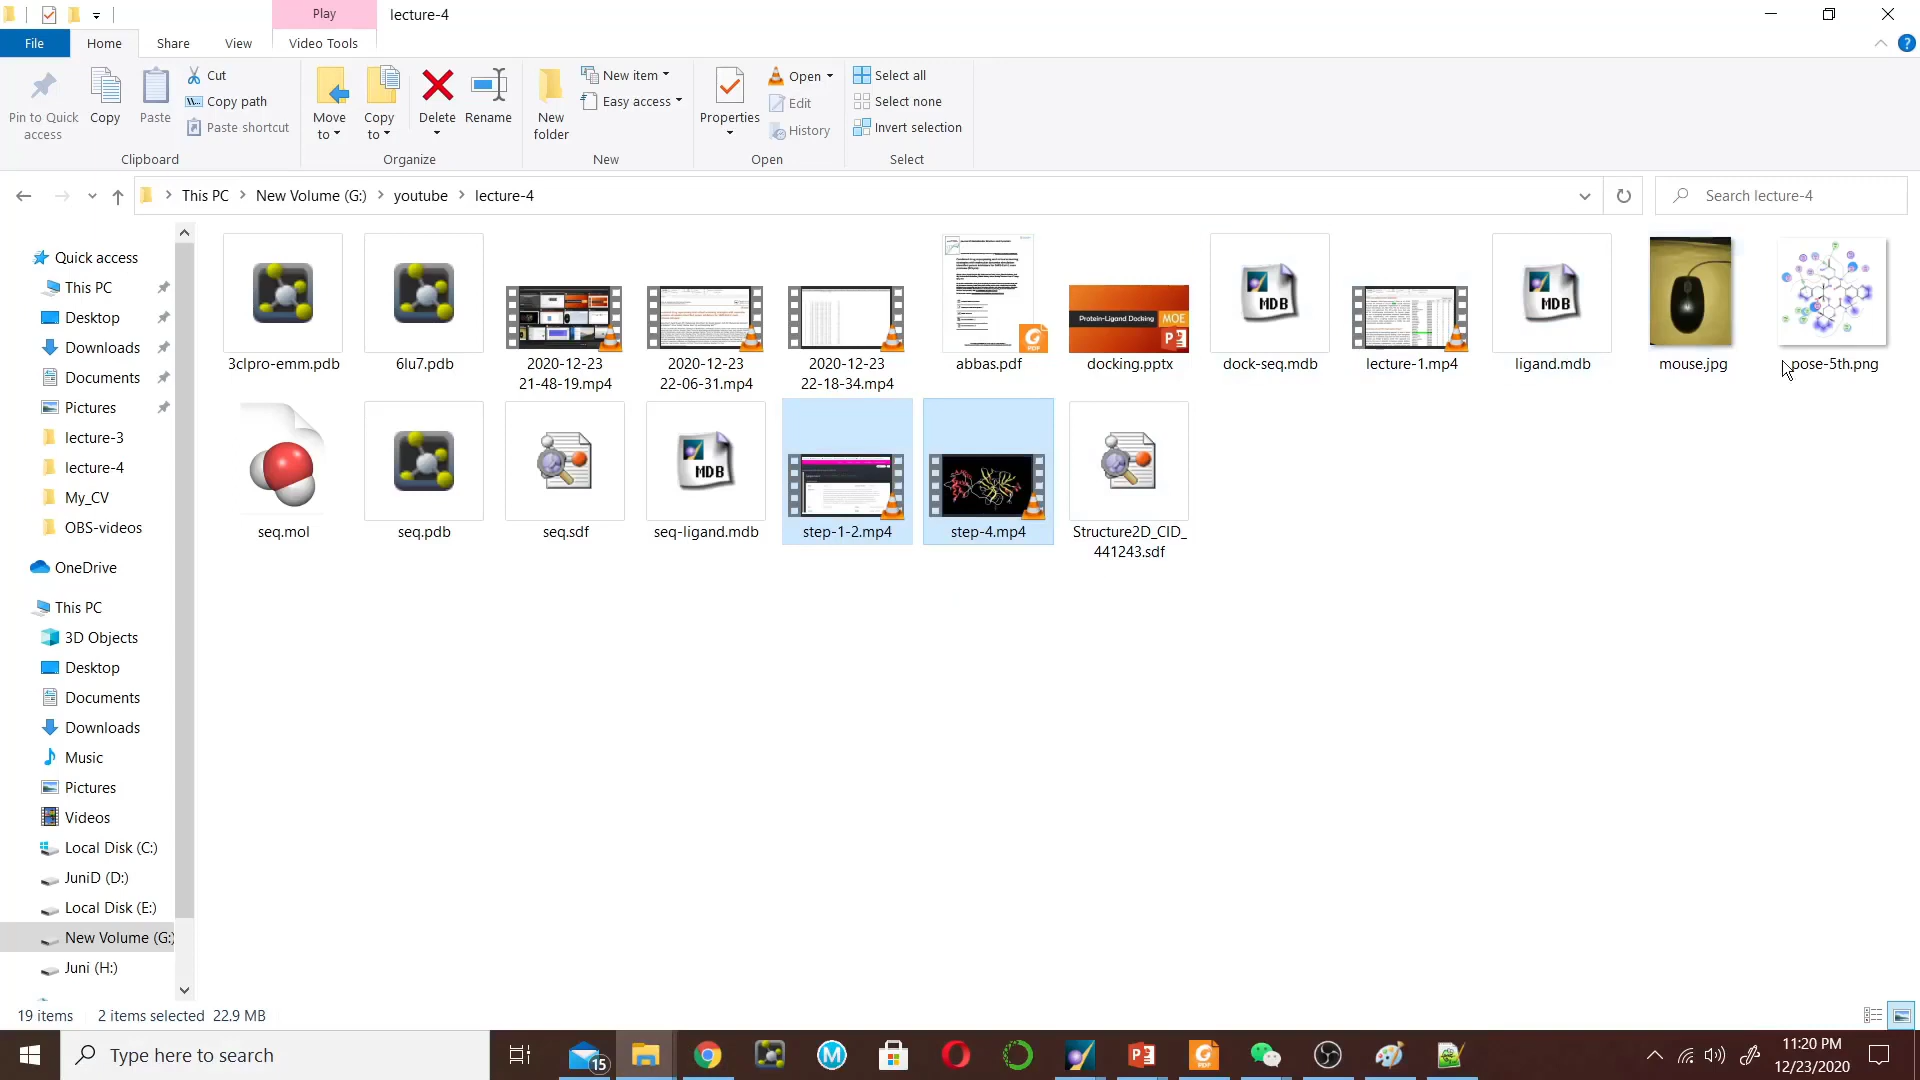 Play
lecture-4
File
Home
Share
View
Video Tools
Pin to Quick
access
Copy
Paste
Cut
Copy path
Paste shortcut
Clipboard
Move
to
Copy
to
Delete
Rename
Organize
New
folder
New item
Easy access
New
Properties
Open
Edit
History
Open
Select all
Select none
Invert selection
Select
This PC
New Volume (G:)
youtube
lecture-4
Search lecture-4
Quick access
This PC
Desktop
Downloads
Documents
Pictures
lecture-3
lecture-4
My_CV
OBS-videos
OneDrive
This PC
3D Objects
Desktop
Documents
Downloads
Music
Pictures
Videos
Local Disk (C:)
JuniD (D:)
Local Disk (E:)
New Volume (G:)
Juni (H:)
3clpro-emm.pdb
6lu7.pdb
2020-12-23
21-48-19.mp4
2020-12-23
22-06-31.mp4
2020-12-23
22-18-34.mp4
abbas.pdf
Protein-Ligand Docking
MOE
docking.pptx
MDB
dock-seq.mdb
lecture-1.mp4
MDB
ligand.mdb
mouse.jpg
pose-5th.png
seq.mol
seq.pdb
seq.sdf
MDB
seq-ligand.mdb
step-1-2.mp4
step-4.mp4
Structure2D_CID_
441243.sdf
19 items
2 items selected 22.9 MB
Type here to search
15
11:20 PM
12/23/2020